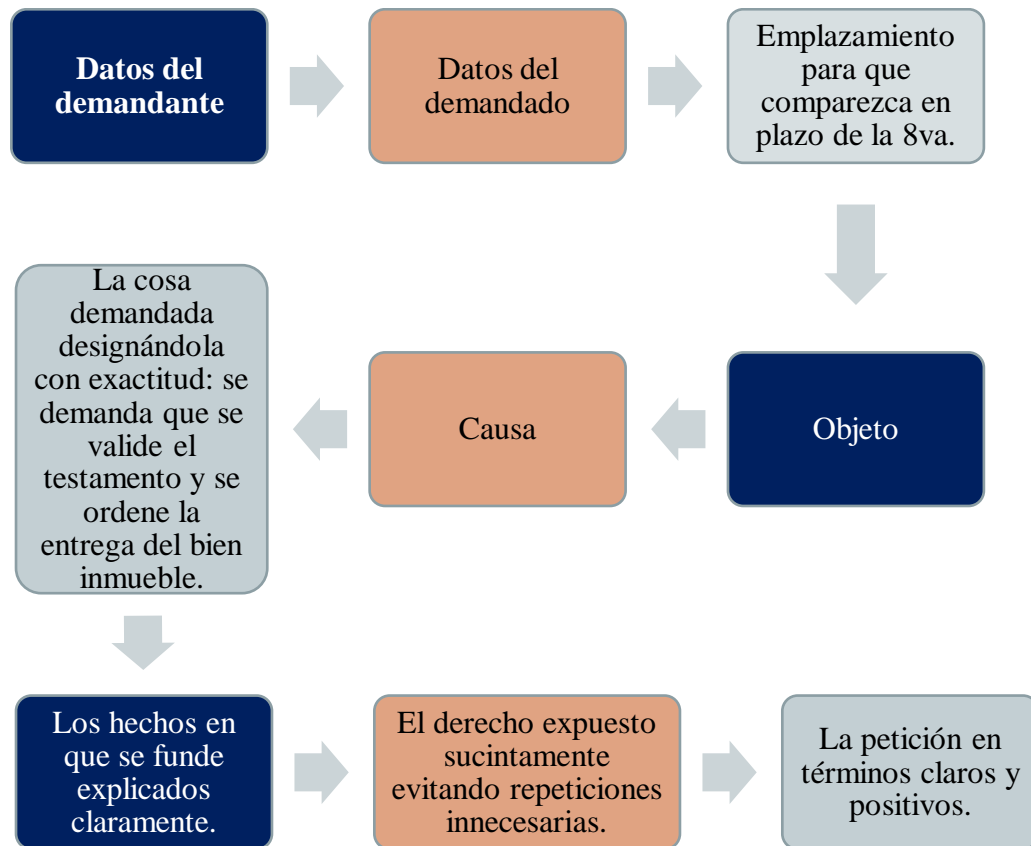 Datos del
demandante
Datos del
demandado
Emplazamiento
para que
comparezca en
plazo de la 8va.
Objeto
Causa
La cosa
demandada
designándola
con exactitud: se
demanda que se
valide el
testamento y se
ordene la
entrega del bien
inmueble.
Los hechos en
que se funde
explicados
claramente.
El derecho expuesto
sucintamente
evitando repeticiones
innecesarias.
La petición en
términos claros y
positivos.